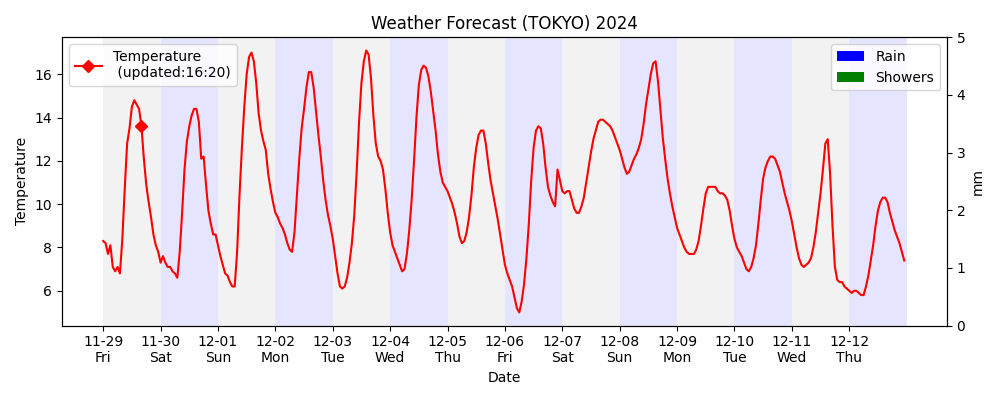 Weather Forecast (TOKYO) 2024
Temperature
(updated:16:20)
Rain
Showers
Temperature
16
14
12
10
8
6
5
4
3
2
1
0
mm
11-29 11-30 12-01 12-02 12-03 12-04 12-05 12-06 12-07 12-08 12-09 12-10 12-11 12-12
Fri Sat Sun Mon Tue Wed Thu Fri Sat Sun Mon Tue Wed Thu
Date